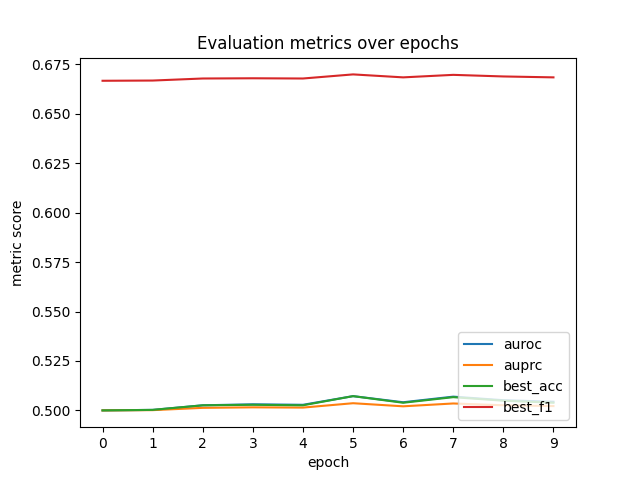 Evaluation metrics over epochs
metric score
0.675
0.650
0.625
0.600
0.575
0.550
0.525
0.500
auroc
auprc
best_acc
best_f1
0 1 2 3 4 5 6 7 8 9
epoch